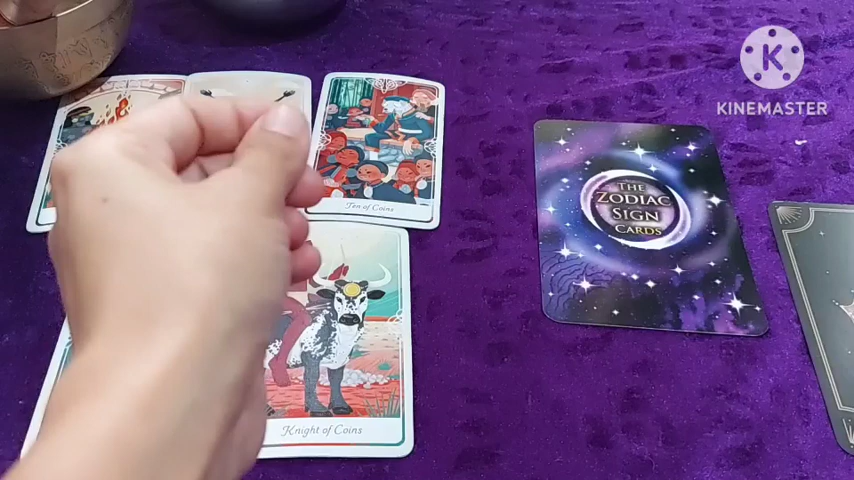 K
KINEMASTER
THE
ZODIAC
SIGN
CARDS
Ten of Coins
Knight of Coins